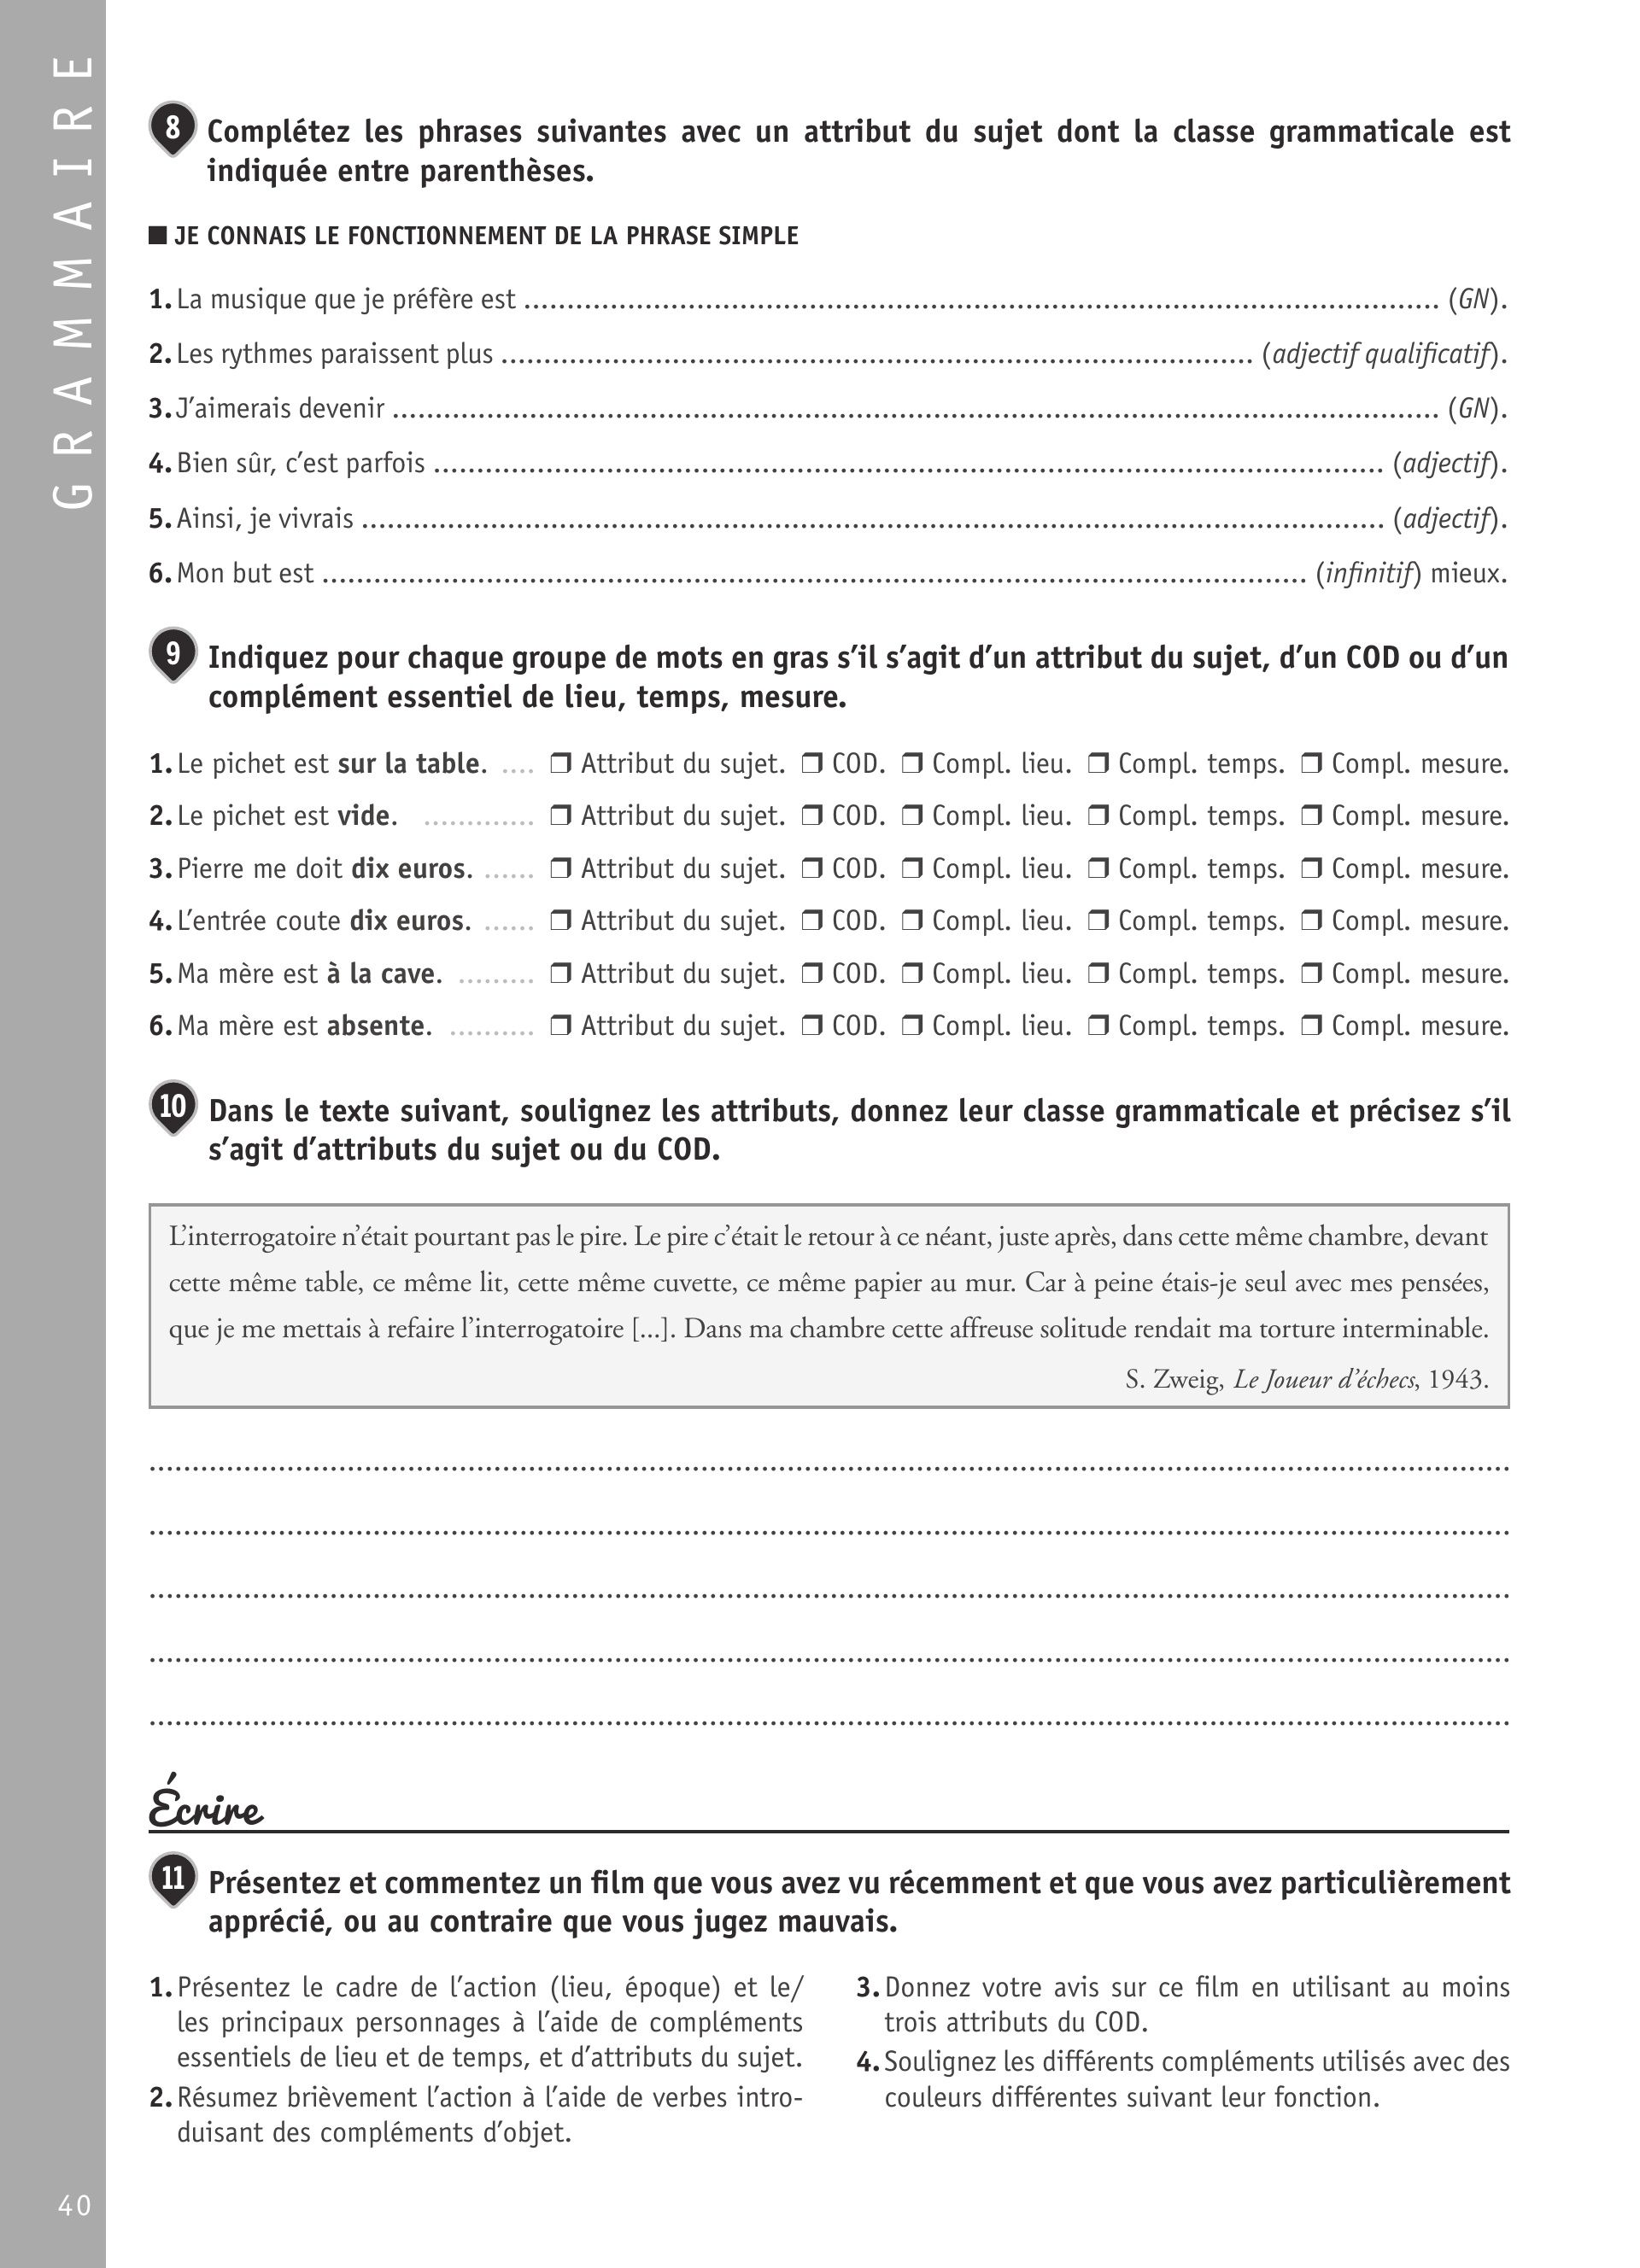 GRAMMAIRE
8 Complétez les phrases suivantes avec un attribut du sujet dont la classe grammaticale est
indiquée entre parenthèses.
■ JE CONNAIS LE FONCTIONNEMENT DE LA PHRASE SIMPLE
1. La musique que je préfère est .......... (GN).
2. Les rythmes paraissent plus .......... (adjectif qualificatif).
3. J’aimerais devenir .......... (GN).
4. Bien sûr, c’est parfois .......... (adjectif).
5. Ainsi, je vivrais .......... (adjectif).
6. Mon but est .......... (infinitif) mieux.
9 Indiquez pour chaque groupe de mots en gras s’il s’agit d’un attribut du sujet, d’un COD ou d’un
complément essentiel de lieu, temps, mesure.
1. Le pichet est sur la table. .... ❒ Attribut du sujet. ❒ COD. ❒ Compl. lieu. ❒ Compl. temps. ❒ Compl. mesure.
2. Le pichet est vide. ............. ❒ Attribut du sujet. ❒ COD. ❒ Compl. lieu. ❒ Compl. temps. ❒ Compl. mesure.
3. Pierre me doit dix euros. ...... ❒ Attribut du sujet. ❒ COD. ❒ Compl. lieu. ❒ Compl. temps. ❒ Compl. mesure.
4. L’entrée coute dix euros. ...... ❒ Attribut du sujet. ❒ COD. ❒ Compl. lieu. ❒ Compl. temps. ❒ Compl. mesure.
5. Ma mère est à la cave. ......... ❒ Attribut du sujet. ❒ COD. ❒ Compl. lieu. ❒ Compl. temps. ❒ Compl. mesure.
6. Ma mère est absente. .......... ❒ Attribut du sujet. ❒ COD. ❒ Compl. lieu. ❒ Compl. temps. ❒ Compl. mesure.
10 Dans le texte suivant, soulignez les attributs, donnez leur classe grammaticale et précisez s’il
s’agit d’attributs du sujet ou du COD.
L’interrogatoire n’était pourtant pas le pire. Le pire c’était le retour à ce néant, juste après, dans cette même chambre, devant
cette même table, ce même lit, cette même cuvette, ce même papier au mur. Car à peine étais-je seul avec mes pensées,
que je me mettais à refaire l’interrogatoire [...]. Dans ma chambre cette affreuse solitude rendait ma torture interminable.
S. Zweig, Le Joueur d’échecs, 1943.
Écrire
11 Présentez et commentez un film que vous avez vu récemment et que vous avez particulièrement
apprécié, ou au contraire que vous jugez mauvais.
1. Présentez le cadre de l’action (lieu, époque) et le/
les principaux personnages à l’aide de compléments
essentiels de lieu et de temps, et d’attributs du sujet.
2. Résumez brièvement l’action à l’aide de verbes intro-
duisant des compléments d’objet.
3. Donnez votre avis sur ce film en utilisant au moins
trois attributs du COD.
4. Soulignez les différents compléments utilisés avec des
couleurs différentes suivant leur fonction.
40